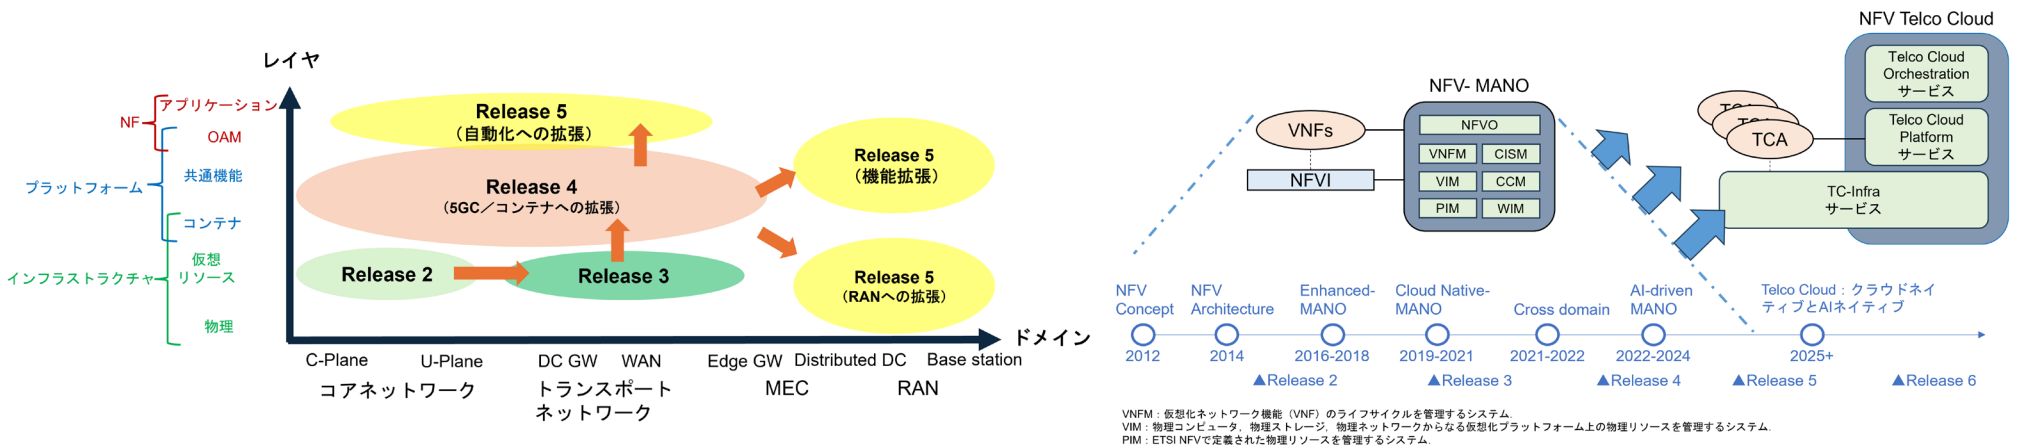 レイヤ
アプリケーション
NF
OAM
プラットフォーム
共通機能
コンテナ
仮想
リソース
インフラストラクチャ
物理
Release 5
（自動化への拡張）
Release 4
（5GC／コンテナへの拡張）
Release 2
Release 3
Release 5
（機能拡張）
Release 5
（RANへの拡張）
ドメイン
C-Plane
U-Plane
DC GW
WAN
Edge GW
Distributed DC
Base station
コアネットワーク
トランスポート
ネットワーク
MEC
RAN
NFV- MANO
VNFs
NFVI
NFVO
VNFM
CISM
VIM
CCM
PIM
WIM
NFV Telco Cloud
Telco Cloud
Orchestration
サービス
Telco Cloud
Platform
サービス
TCA
TC-Infra
サービス
NFV
Concept
NFV
Architecture
Enhanced-
MANO
Cloud Native-
MANO
Cross domain
AI-driven
MANO
Telco Cloud：クラウドネイ
ティブとAIネイティブ
2012
2014
2016-2018
2019-2021
2021-2022
2022-2024
2025+
▲Release 2
▲Release 3
▲Release 4
▲Release 5
▲Release 6
VNFM：仮想化ネットワーク機能（VNF）のライフサイクルを管理するシステム.
VIM：物理コンピュータ，物理ストレージ，物理ネットワークからなる仮想化プラットフォーム上の物理リソースを管理するシステム.
PIM：ETSI NFVで定義された物理リソースを管理するシステム.